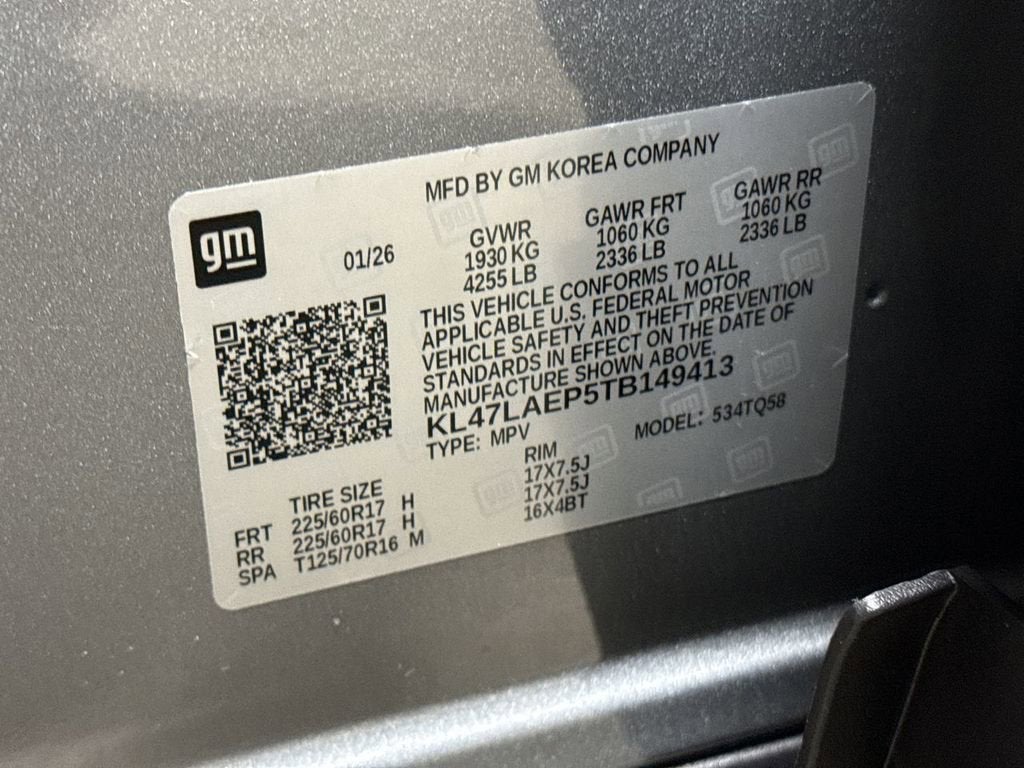 MFD BY GM KOREA COMPANY
gm
01/26
GVWR
1930 KG
4255 LB
GAWR FRT
1060 KG
2336 LB
GAWR RR
1060 KG
2336 LB
THIS VEHICLE CONFORMS TO ALL
APPLICABLE U.S. FEDERAL MOTOR
VEHICLE SAFETY AND THEFT PREVENTION
STANDARDS IN EFFECT ON THE DATE OF
MANUFACTURE SHOWN ABOVE.
KL47LAEP5TB149413
TYPE: MPV
MODEL: 534TQ58
TIRE SIZE
RIM
FRT 225/60R17 H 17X7.5J
RR 225/60R17 H 17X7.5J
SPA T125/70R16 M 16X4BT